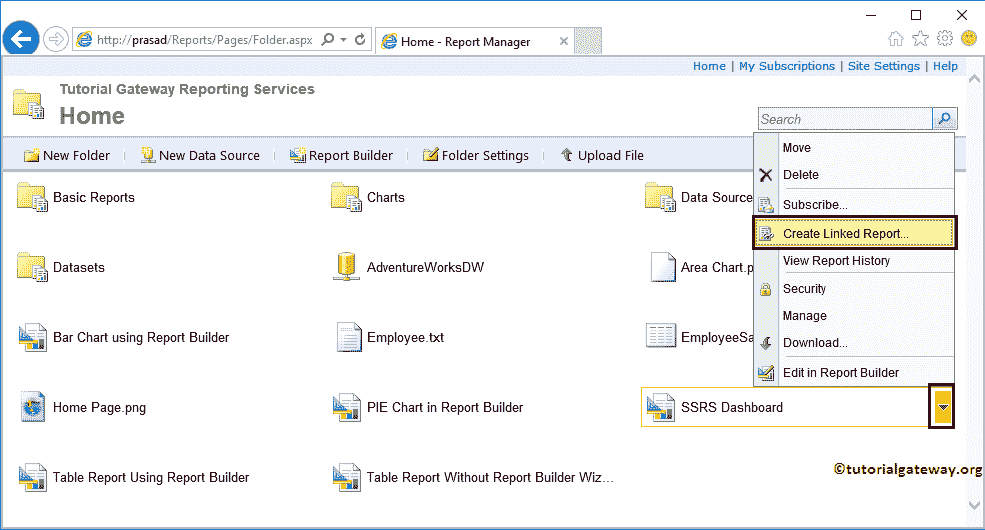 http://prasad/Reports/Pages/Folder.aspx
Home - Report Manager
Home | My Subscriptions | Site Settings | Help
Tutorial Gateway Reporting Services
Home
Search
New Folder
New Data Source
Report Builder
Folder Settings
Upload File
Move
Delete
Subscribe...
Create Linked Report...
View Report History
Security
Manage
Download...
Edit in Report Builder
Basic Reports
Charts
Data Source
Datasets
AdventureWorksDW
Area Chart.p
Bar Chart using Report Builder
Employee.txt
EmployeeSa
Home Page.png
PIE Chart in Report Builder
SSRS Dashboard
Table Report Using Report Builder
Table Report Without Report Builder Wiz...
©tutorialgateway.org